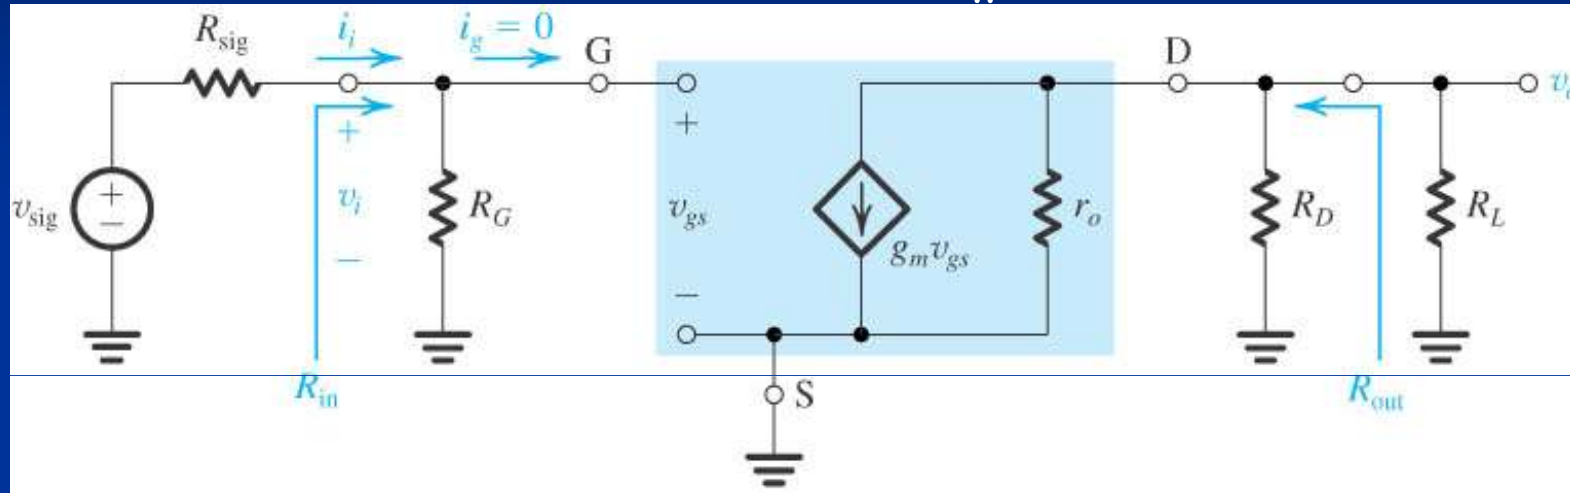 R_sig
i_i
i_g = 0
G
D
+
v_i
−
v_sig
+
−
R_G
+
v_gs
−
g_m v_gs
r_o
R_D
R_L
R_in
S
R_out